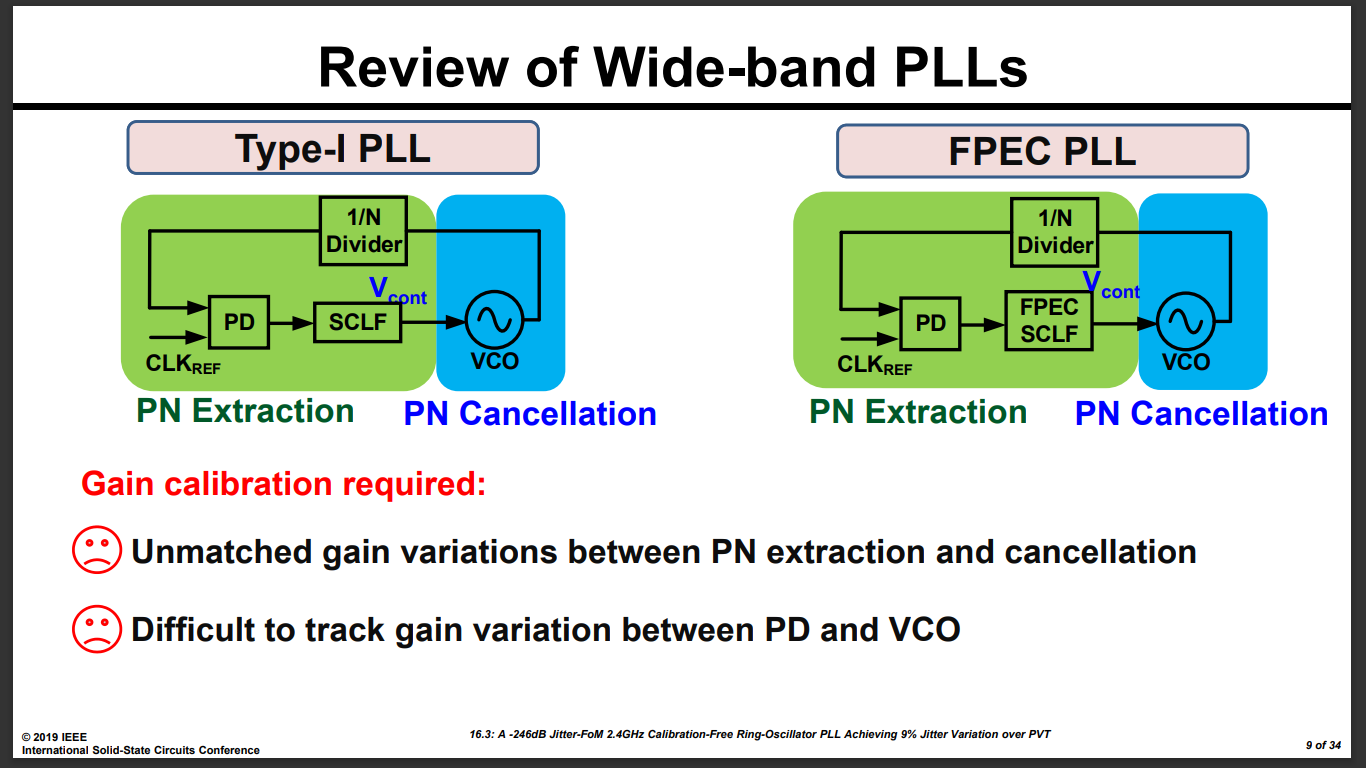 Review of Wide-band PLLs
Type-I PLL
1/N
Divider
Vcont
PD
SCLF
CLKREF
VCO
PN Extraction
PN Cancellation
FPEC PLL
1/N
Divider
Vcont
PD
FPEC
SCLF
CLKREF
VCO
PN Extraction
PN Cancellation
Gain calibration required:
Unmatched gain variations between PN extraction and cancellation
Difficult to track gain variation between PD and VCO
© 2019 IEEE
International Solid-State Circuits Conference
16.3: A -246dB Jitter-FoM 2.4GHz Calibration-Free Ring-Oscillator PLL Achieving 9% Jitter Variation over PVT
9 of 34